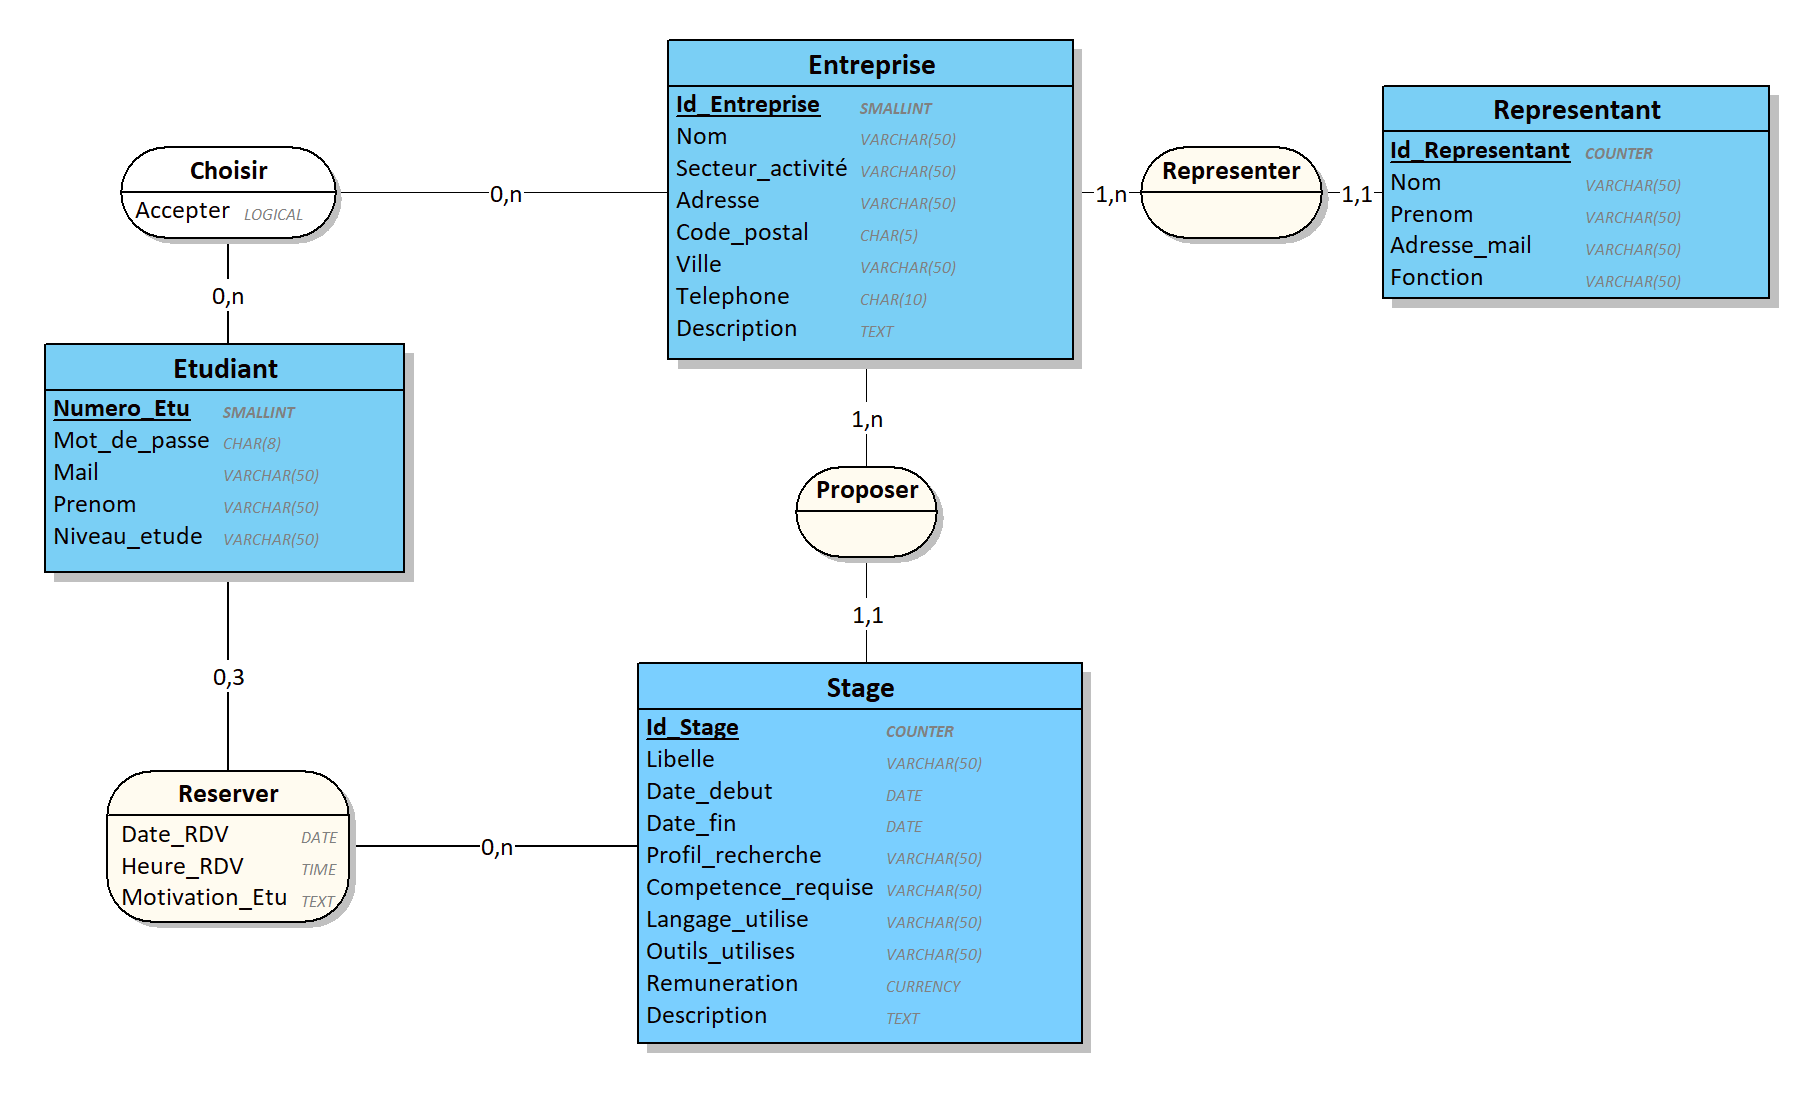 Entreprise
Id_Entreprise SMALLINT
Nom VARCHAR(50)
Secteur_activité VARCHAR(50)
Adresse VARCHAR(50)
Code_postal CHAR(5)
Ville VARCHAR(50)
Telephone CHAR(10)
Description TEXT
Representant
Id_Representant COUNTER
Nom VARCHAR(50)
Prenom VARCHAR(50)
Adresse_mail VARCHAR(50)
Fonction VARCHAR(50)
Choisir
Accepter LOGICAL
0,n
1,n
Representer
1,1
0,n
Etudiant
Numero_Etu SMALLINT
Mot_de_passe CHAR(8)
Mail VARCHAR(50)
Prenom VARCHAR(50)
Niveau_etude VARCHAR(50)
1,n
Proposer
1,1
0,3
Stage
Id_Stage COUNTER
Libelle VARCHAR(50)
Date_debut DATE
Date_fin DATE
Profil_recherche VARCHAR(50)
Competence_requise VARCHAR(50)
Langage_utilise VARCHAR(50)
Outils_utilises VARCHAR(50)
Remuneration CURRENCY
Description TEXT
Reserver
Date_RDV DATE
Heure_RDV TIME
Motivation_Etu TEXT
0,n